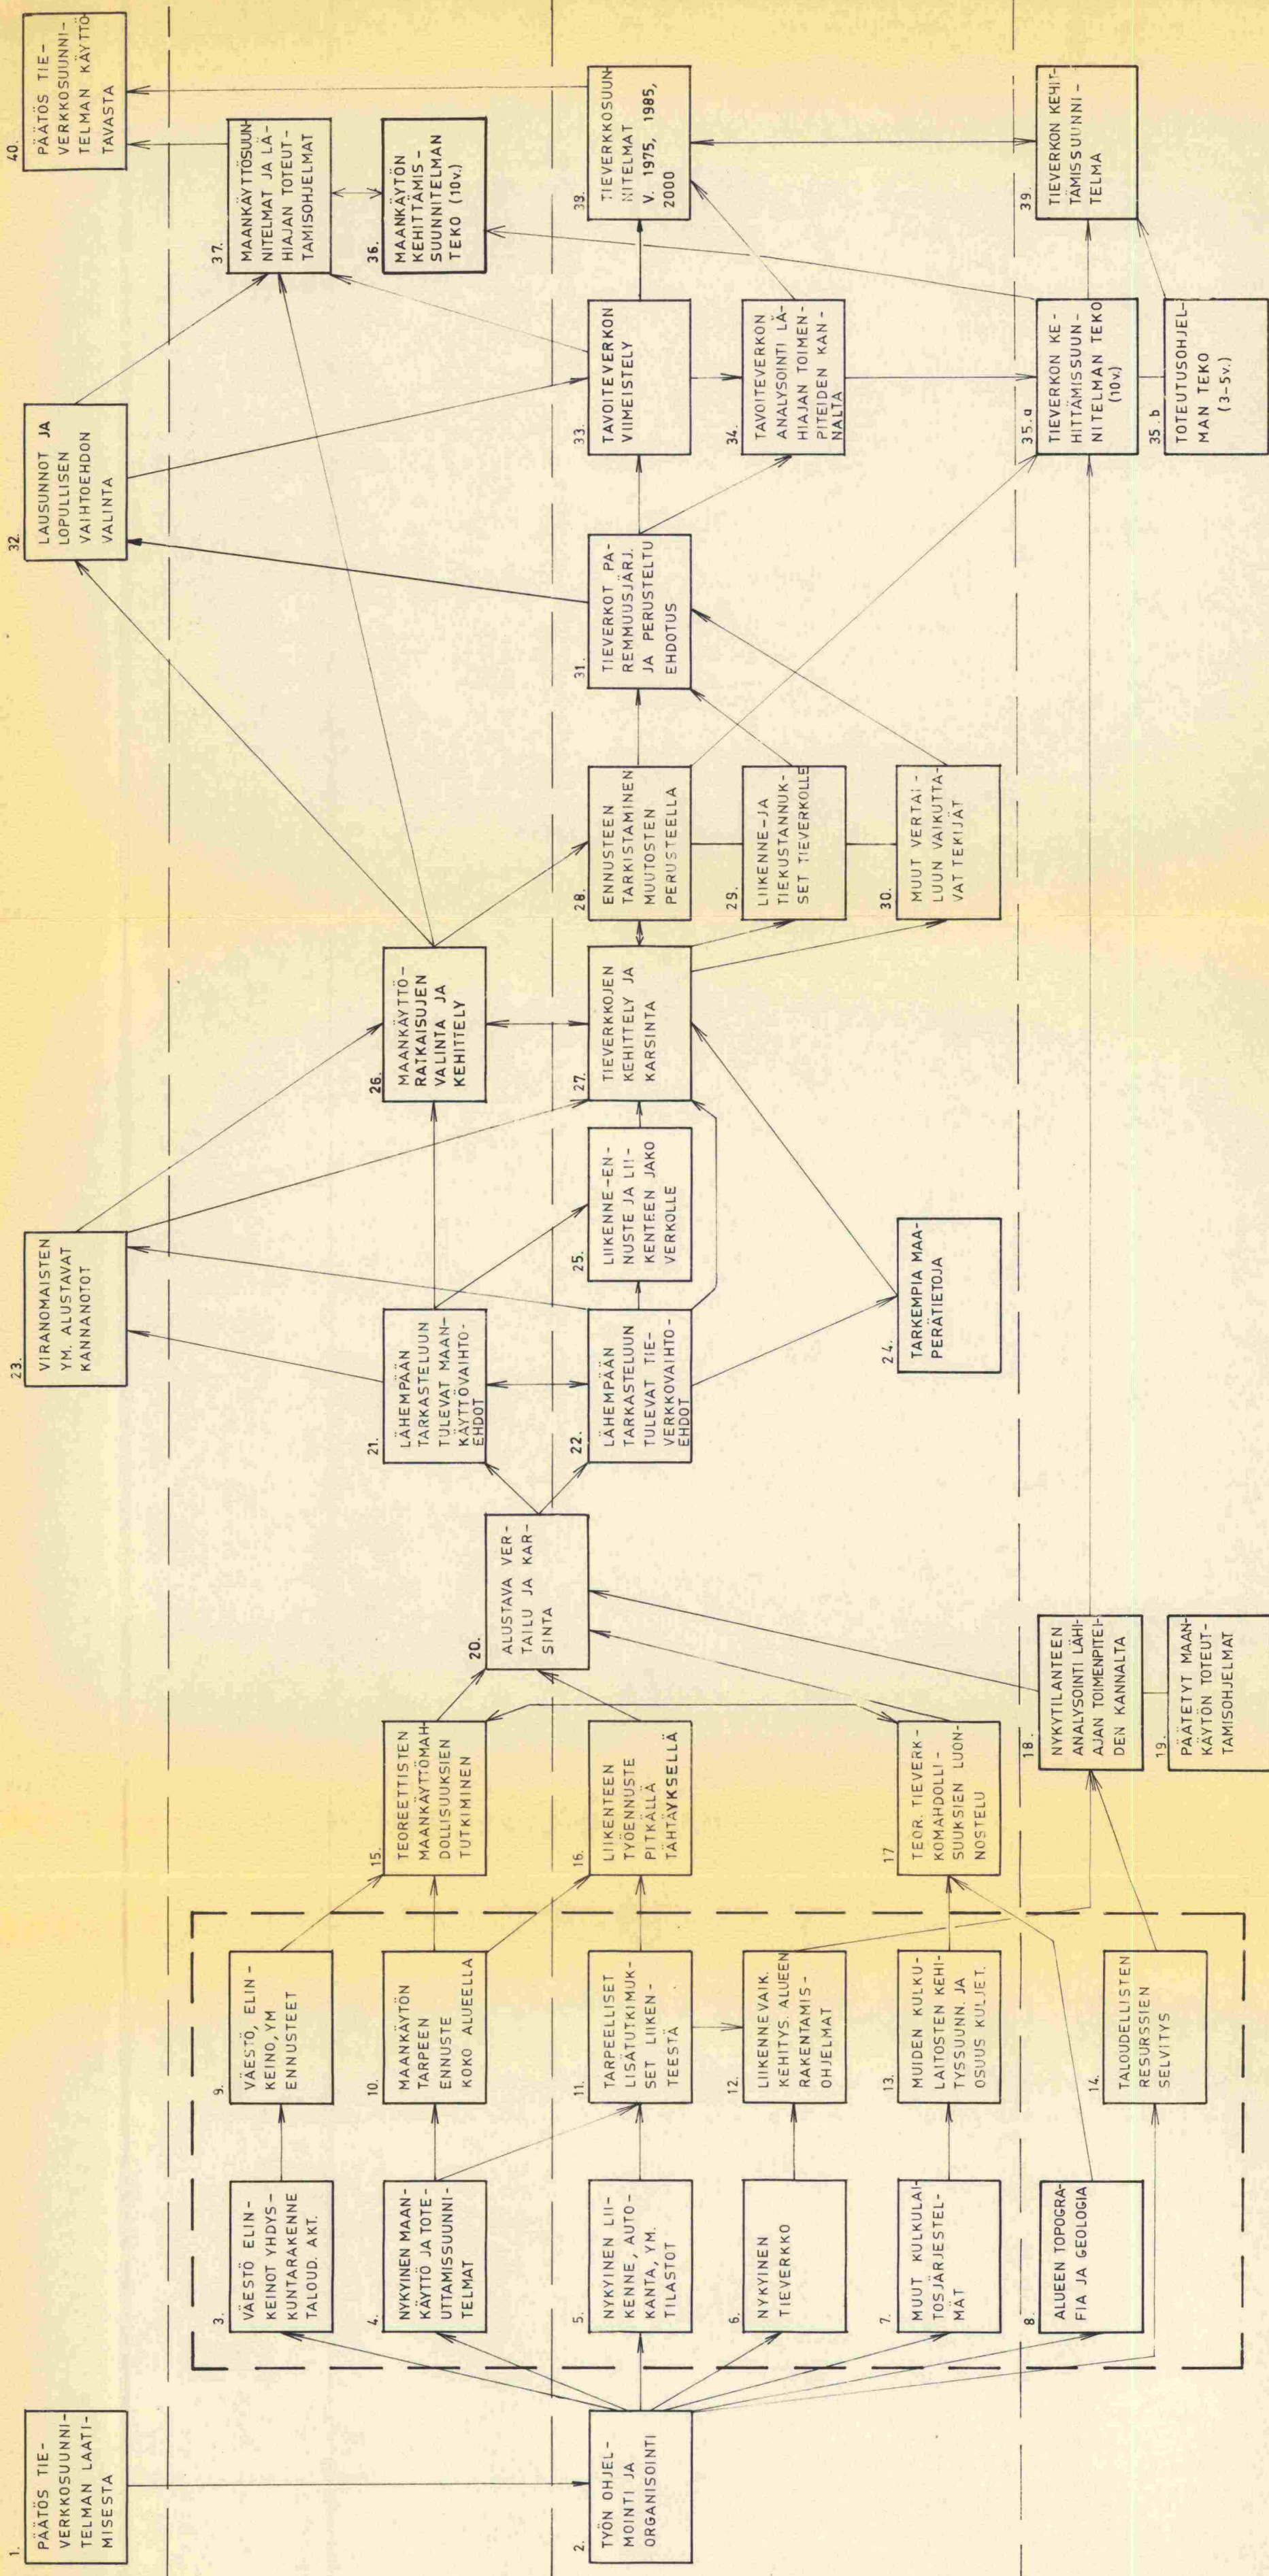 1.
PÄÄTÖS TIE-
VERKKOSUUNNI-
TELMAN LAATI-
MISESTA
2.
TYÖN OHJEL-
MOINTI JA
ORGANISOINTI
3.
VÄESTÖ ELIN-
KEINOT YHDYS-
KUNTARAKENNE
TALOUD. AKT.
4.
NYKYINEN MAAN-
KÄYTTÖ JA TOTE-
UTTAMISSUUNNI-
TELMAT
5.
NYKYINEN LII-
KENNE, AUTO-
KANTA, YM.
TILASTOT
6.
NYKYINEN
TIEVERKKO
7.
MUUT KULKULAI-
TOSJÄRJESTEL-
MÄT
8.
ALUEEN TOPOGRA-
FIA JA GEOLOGIA
9.
VÄESTÖ, ELIN-
KEINO, YM
ENNUSTEET
10.
MAANKÄYTÖN
TARPEEN
ENNUSTE
KOKO ALUEELLA
11.
TARPEELLISET
LISÄTUTKIMUK-
SET LIIKEN-
TEESTÄ
12.
LIIKENNEVAIK.
KEHITYS. ALUEEN
RAKENTAMIS-
OHJELMAT
13.
MUIDEN KULKU-
LAITOSTEN KEHI-
TYSSUUNN. JA
OSUUS KULJET.
14.
TALOUDELLISTEN
RESURSSIEN
SELVITYS
15.
TEOREETTISTEN
MAANKÄYTTÖMAH
DOLLISUUKSIEN
TUTKIMINEN
16.
LIIKENTEEN
TYÖENNUSTE
PITKÄLLÄ
TÄHTÄYKSELLÄ
17
TEOR. TIEVERK-
KOMAHDOLLI-
SUUKSIEN LUON-
NOSTELU
18.
NYKYTILANTEEN
ANALYSOINTI LÄHI-
AJAN TOIMENPITEI-
DEN KANNALTA
19.
PÄÄTETYT MAAN-
KÄYTÖN TOTEUT-
TAMISOHJELMAT
20.
ALUSTAVA VER-
TAILU JA KAR-
SINTA
21.
LÄHEMPÄÄN
TARKASTELUUN
TULEVAT MAAN-
KÄYTTÖVAIHTO-
EHDOT
22.
LÄHEMPÄÄN
TARKASTELUUN
TULEVAT TIE-
VERKKOVAIHTO-
EHDOT
23.
VIRANOMAISTEN
YM. ALUSTAVAT
KANNANOTOT
24.
TARKEMPIA MAA-
PERÄTIETOJA
25.
LIIKENNE-EN-
NUSTE JA LII-
KENTEEN JAKO
VERKOLLE
26.
MAANKÄYTTÖ-
RATKAISUJEN
VALINTA JA
KEHITTELY
27.
TIEVERKKOJEN
KEHITTELY JA
KARSINTA
28.
ENNUSTEEN
TARKISTAMINEN
MUUTOSTEN
PERUSTEELLA
29.
LIIKENNE-JA
TIEKUSTANNUK-
SET TIEVERKOLLE
30.
MUUT VERTAI-
LUUN VAIKUTTA-
VAT TEKIJÄT
31.
TIEVERKOT PA-
REMMUUSJÄRJ.
JA PERUSTELTU
EHDOTUS
32.
LAUSUNNOT JA
LOPULLISEN
VAIHTOEHDON
VALINTA
33.
TAVOITEVERKON
VIIMEISTELY
34.
TAVOITEVERKON
ANALYSOINTI LÄ-
HIAJAN TOIMEN-
PITEIDEN KAN-
NALTA
35.a
TIEVERKON KE-
HITTÄMISSUUN-
NITELMAN TEKO
(10v.)
35.b
TOTEUTUSOHJEL-
MAN TEKO
(3-5v.)
36.
MAANKÄYTÖN
KEHITTÄMIS-
SUUNNITELMAN
TEKO (10v.)
37.
MAANKÄYTTÖSUUN
NITELMAT JA LÄ-
HIAJAN TOTEUT-
TAMISOHJELMAT
38.
TIEVERKKOSUUN
NITELMAT
V. 1975, 1985,
2000
39.
TIEVERKON KEHIT-
TÄMISSUUNNI-
TELMA
40.
PÄÄTÖS TIE-
VERKKOSUUNNI-
TELMAN KÄYTTÖ
TAVASTA